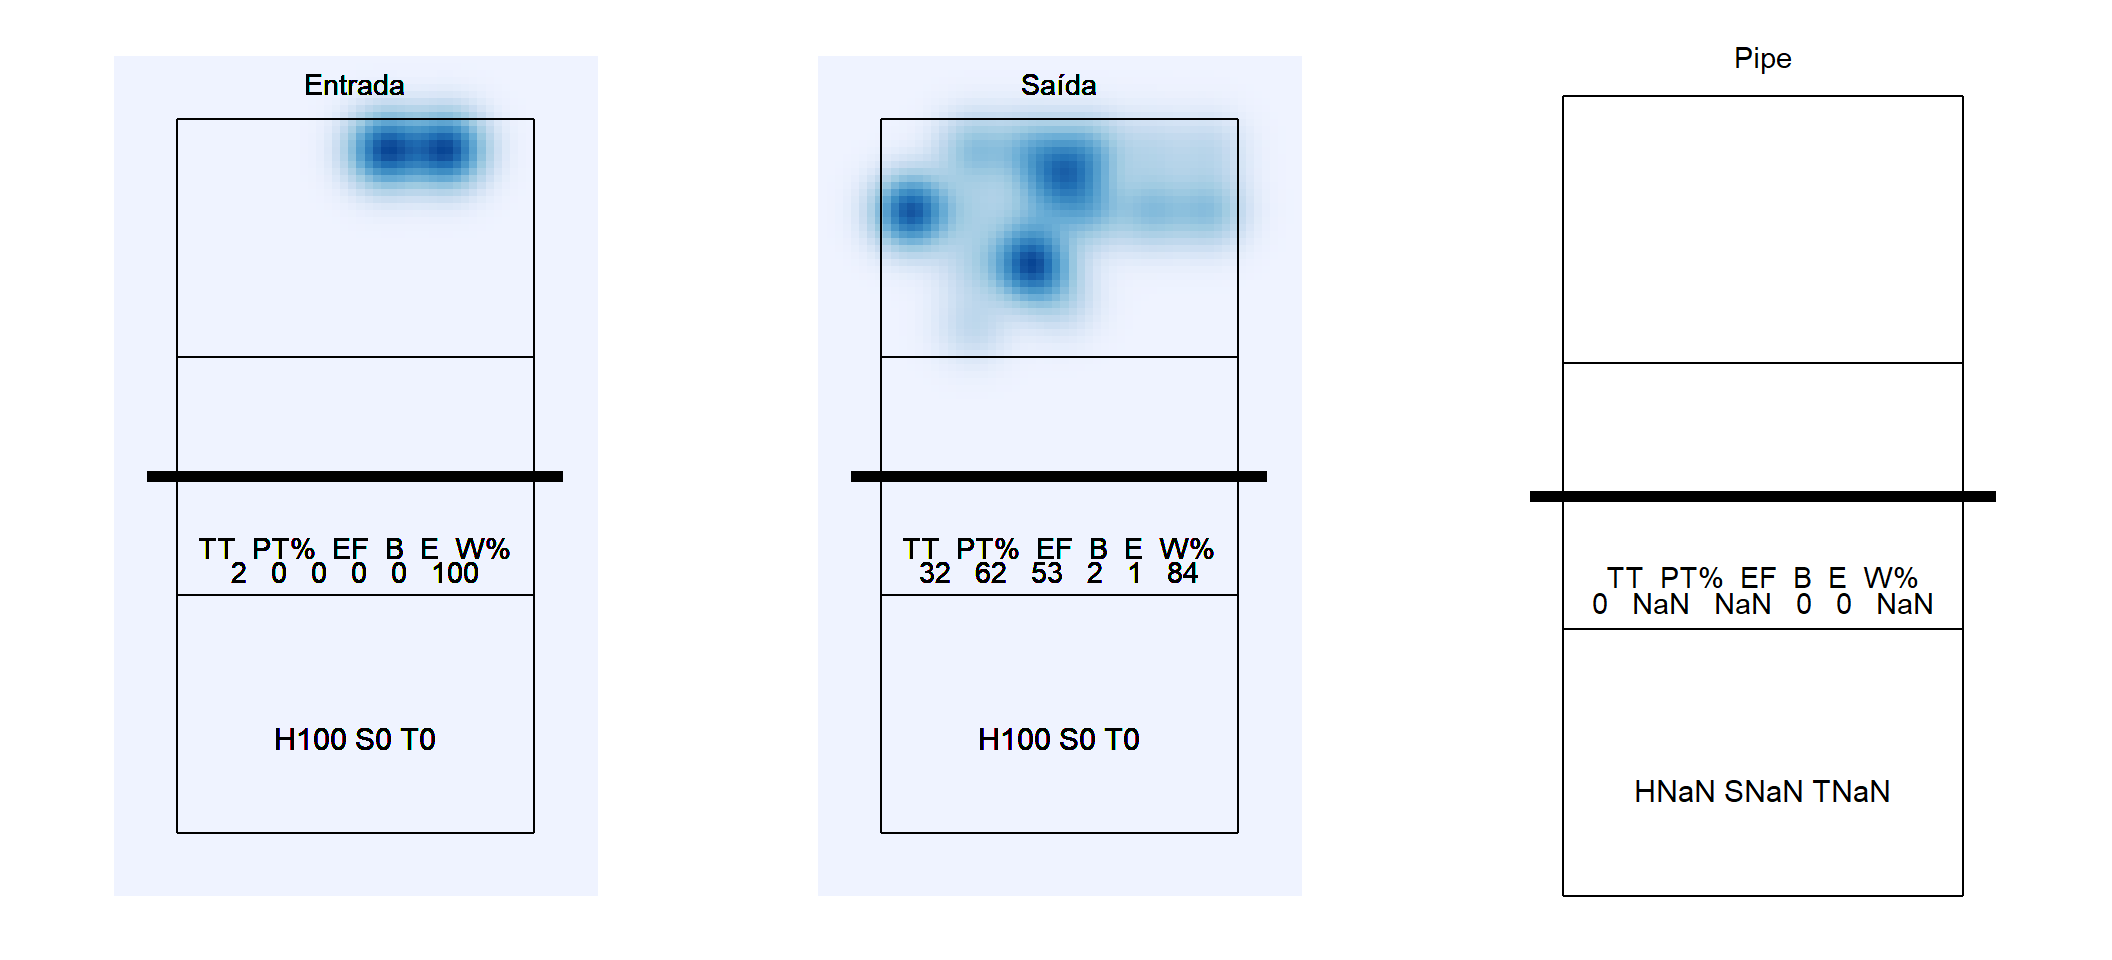 Entrada
TT PT% EF B E W%
2 0 0 0 0 100
H100 S0 T0
Saída
TT PT% EF B E W%
32 62 53 2 1 84
H100 S0 T0
Pipe
TT PT% EF B E W%
0 NaN NaN 0 0 NaN
HNaN SNaN TNaN